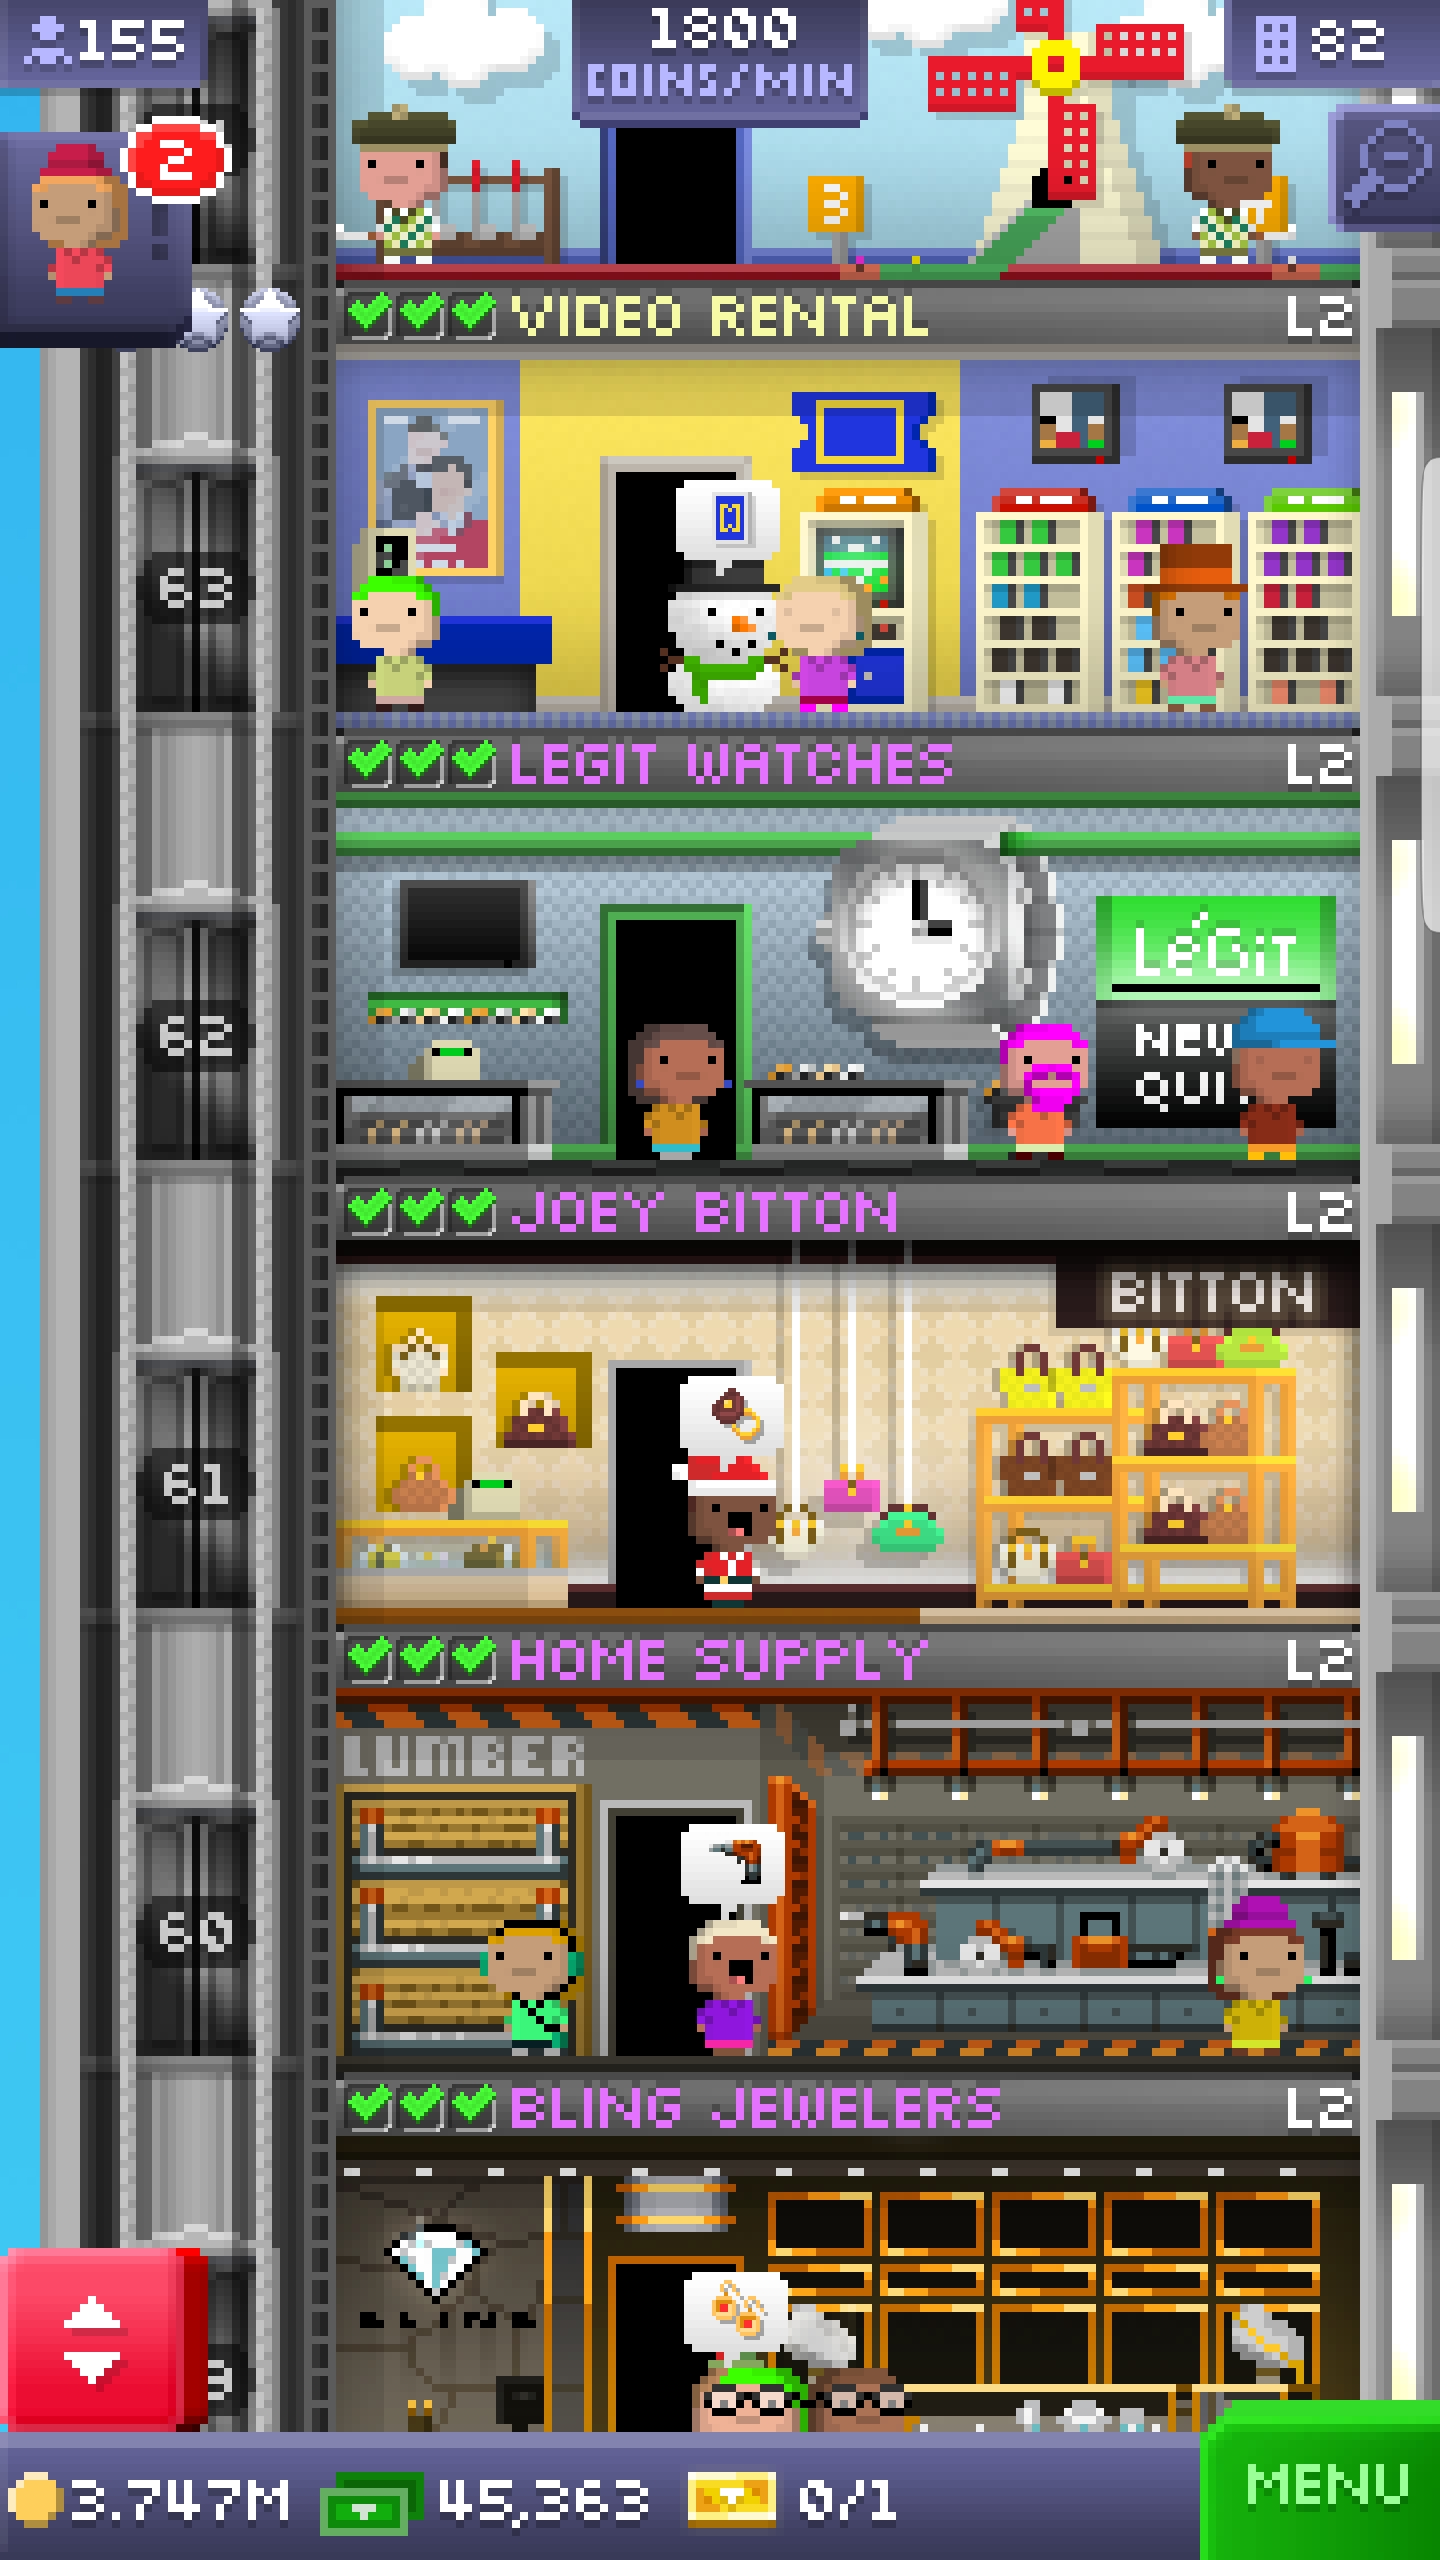 155
1800
COINS/MIN
82
2
3
VIDEO RENTAL L2
63
LEGIT WATCHES L2
LéGiT
62
NEW
QUI
JOEY BITTON L2
BITTON
61
HOME SUPPLY L2
LUMBER
60
BLING JEWELERS L2
BLING
3.747M 45,363 0/1 MENU